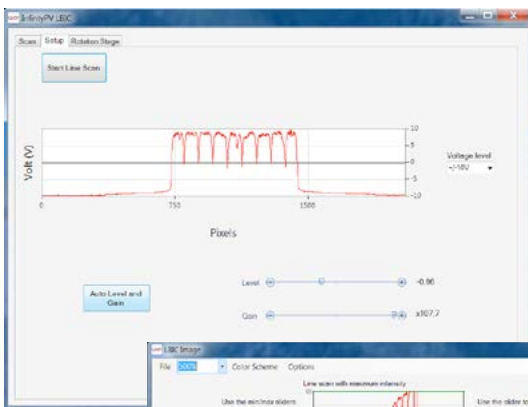 InfinityPV LBIC
Scan Setup Rotation Stage
Start Line Scan
Volt (V)
10
5
0
-5
-10
0 750 1500
Pixels
Voltage level
+/-10V
Auto Level and Gain
Level -0.96
Gain x107,7
LBIC Image
File 500% Color Scheme Options
Line scan with maximum intensity
Use the min/max sliders
Use the slider to